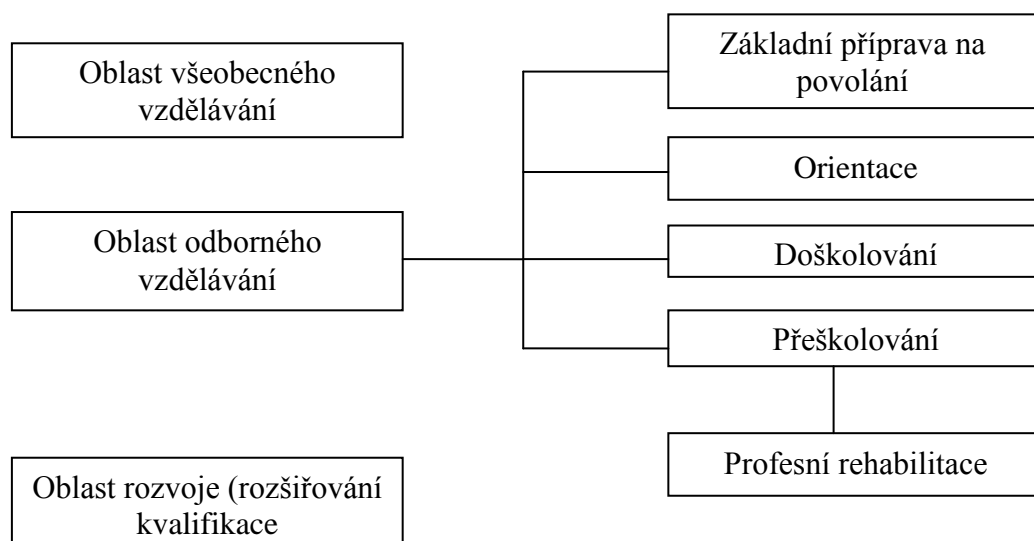 Oblast všeobecného
vzdělávání
Oblast odborného
vzdělávání
Oblast rozvoje (rozšiřování
kvalifikace
Základní příprava na
povolání
Orientace
Doškolování
Přeškolování
Profesní rehabilitace